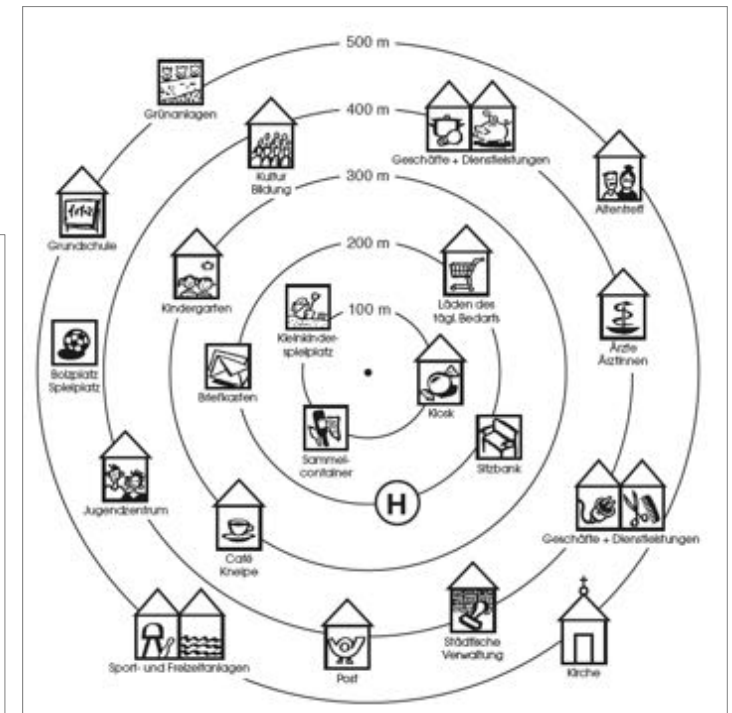 500 m
Grünanlagen
400 m
Kultur
Bildung
Geschäfte + Dienstleistungen
300 m
Altentreff
Grundschule
200 m
Kindergarten
Läden des
tägl. Bedarfs
100 m
Kleinkinder-
spielplatz
Ärzte
Ärztinnen
Bolzplatz
Spielplatz
Briefkasten
Kiosk
Sammel-
container
Sitzbank
Jugendzentrum
H
Geschäfte + Dienstleistungen
Café
Kneipe
Städtische
Verwaltung
Sport- und Freizeitanlagen
Post
Kirche